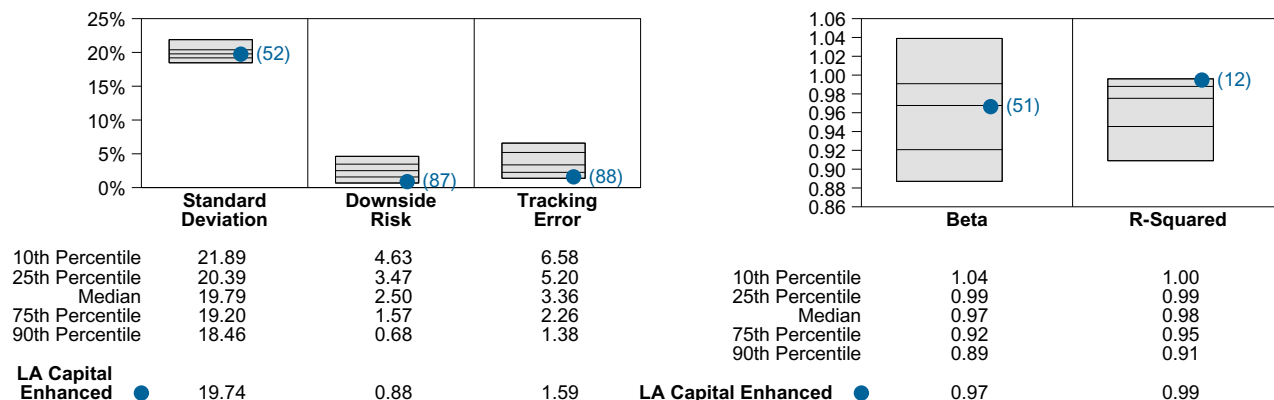 25%
20%
15%
10%
5%
0%
(52)
(87)
(88)
Standard Deviation
Downside Risk
Tracking Error
10th Percentile 21.89 4.63 6.58
25th Percentile 20.39 3.47 5.20
Median 19.79 2.50 3.36
75th Percentile 19.20 1.57 2.26
90th Percentile 18.46 0.68 1.38
LA Capital
Enhanced 19.74 0.88 1.59
1.06
1.04
1.02
1.00
0.98
0.96
0.94
0.92
0.90
0.88
0.86
(51)
(12)
Beta
R-Squared
10th Percentile 1.04 1.00
25th Percentile 0.99 0.99
Median 0.97 0.98
75th Percentile 0.92 0.95
90th Percentile 0.89 0.91
LA Capital Enhanced 0.97 0.99